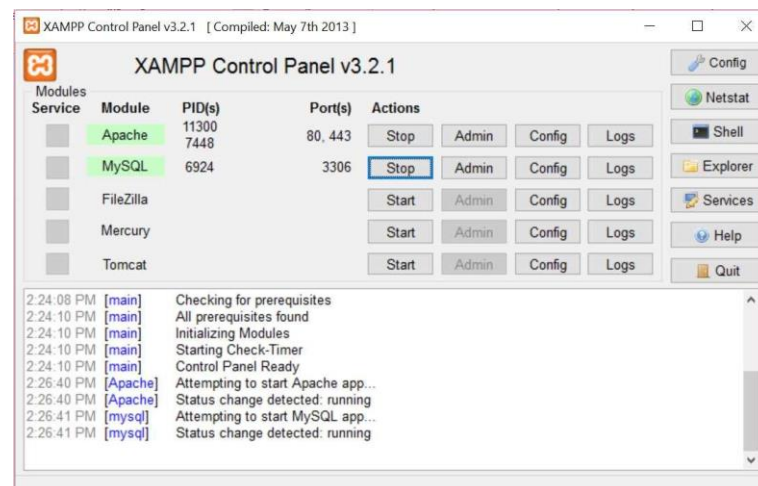 XAMPP Control Panel v3.2.1 [ Compiled: May 7th 2013 ]
XAMPP Control Panel v3.2.1
Config
Modules
Netstat
Service Module PID(s) Port(s) Actions
Apache 11300 7448 80, 443 Stop Admin Config Logs
Shell
MySQL 6924 3306 Stop Admin Config Logs
Explorer
FileZilla Start Admin Config Logs
Services
Mercury Start Admin Config Logs
Help
Tomcat Start Admin Config Logs
Quit
2:24:08 PM [main] Checking for prerequisites
2:24:10 PM [main] All prerequisites found
2:24:10 PM [main] Initializing Modules
2:24:10 PM [main] Starting Check-Timer
2:24:10 PM [main] Control Panel Ready
2:26:40 PM [Apache] Attempting to start Apache app...
2:26:40 PM [Apache] Status change detected: running
2:26:41 PM [mysql] Attempting to start MySQL app...
2:26:41 PM [mysql] Status change detected: running